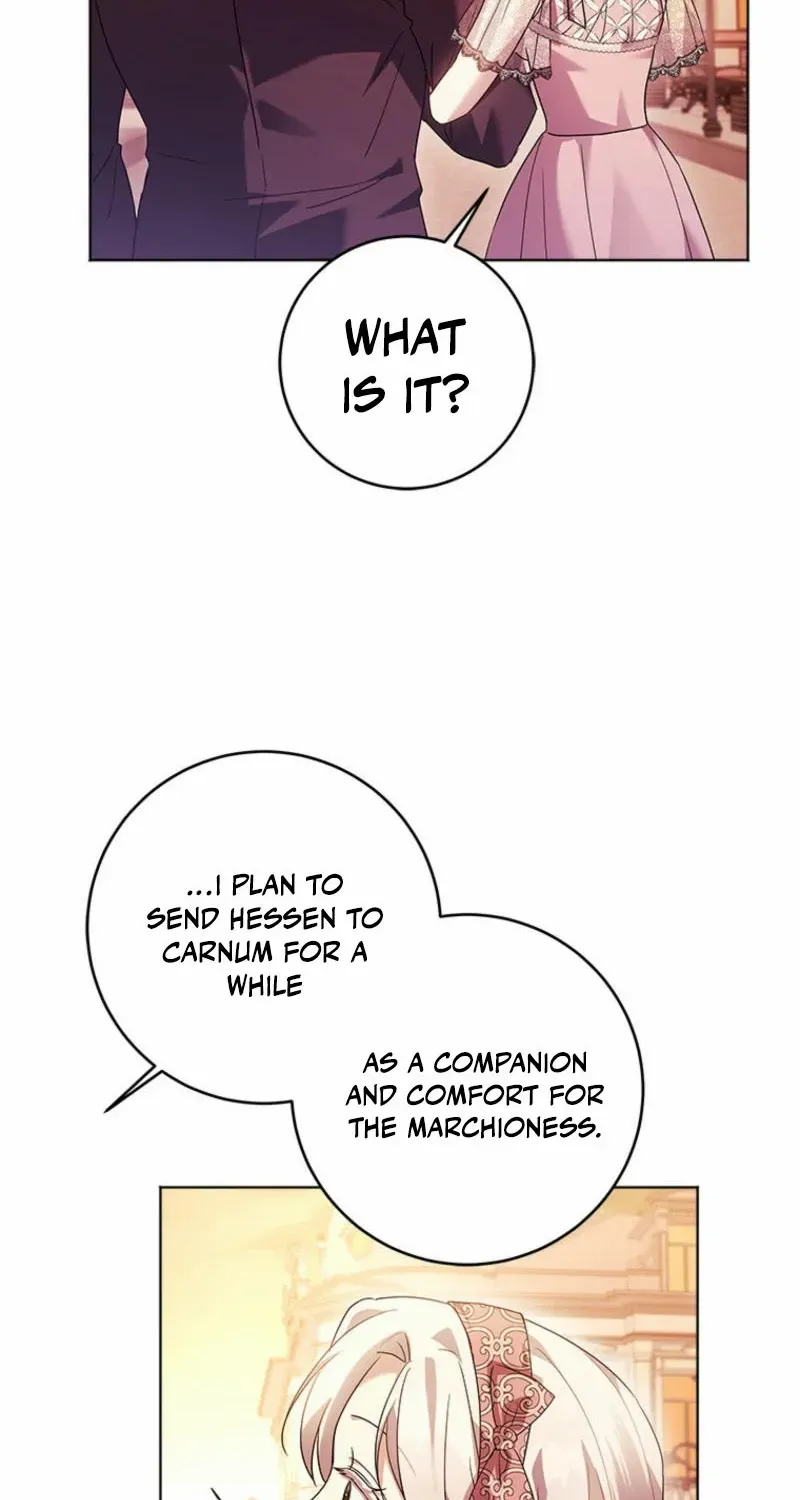 WHAT
IS IT?
...I PLAN TO
SEND HESSEN TO
CARNUM FOR A
WHILE
AS A COMPANION
AND COMFORT FOR
THE MARCHIONESS.